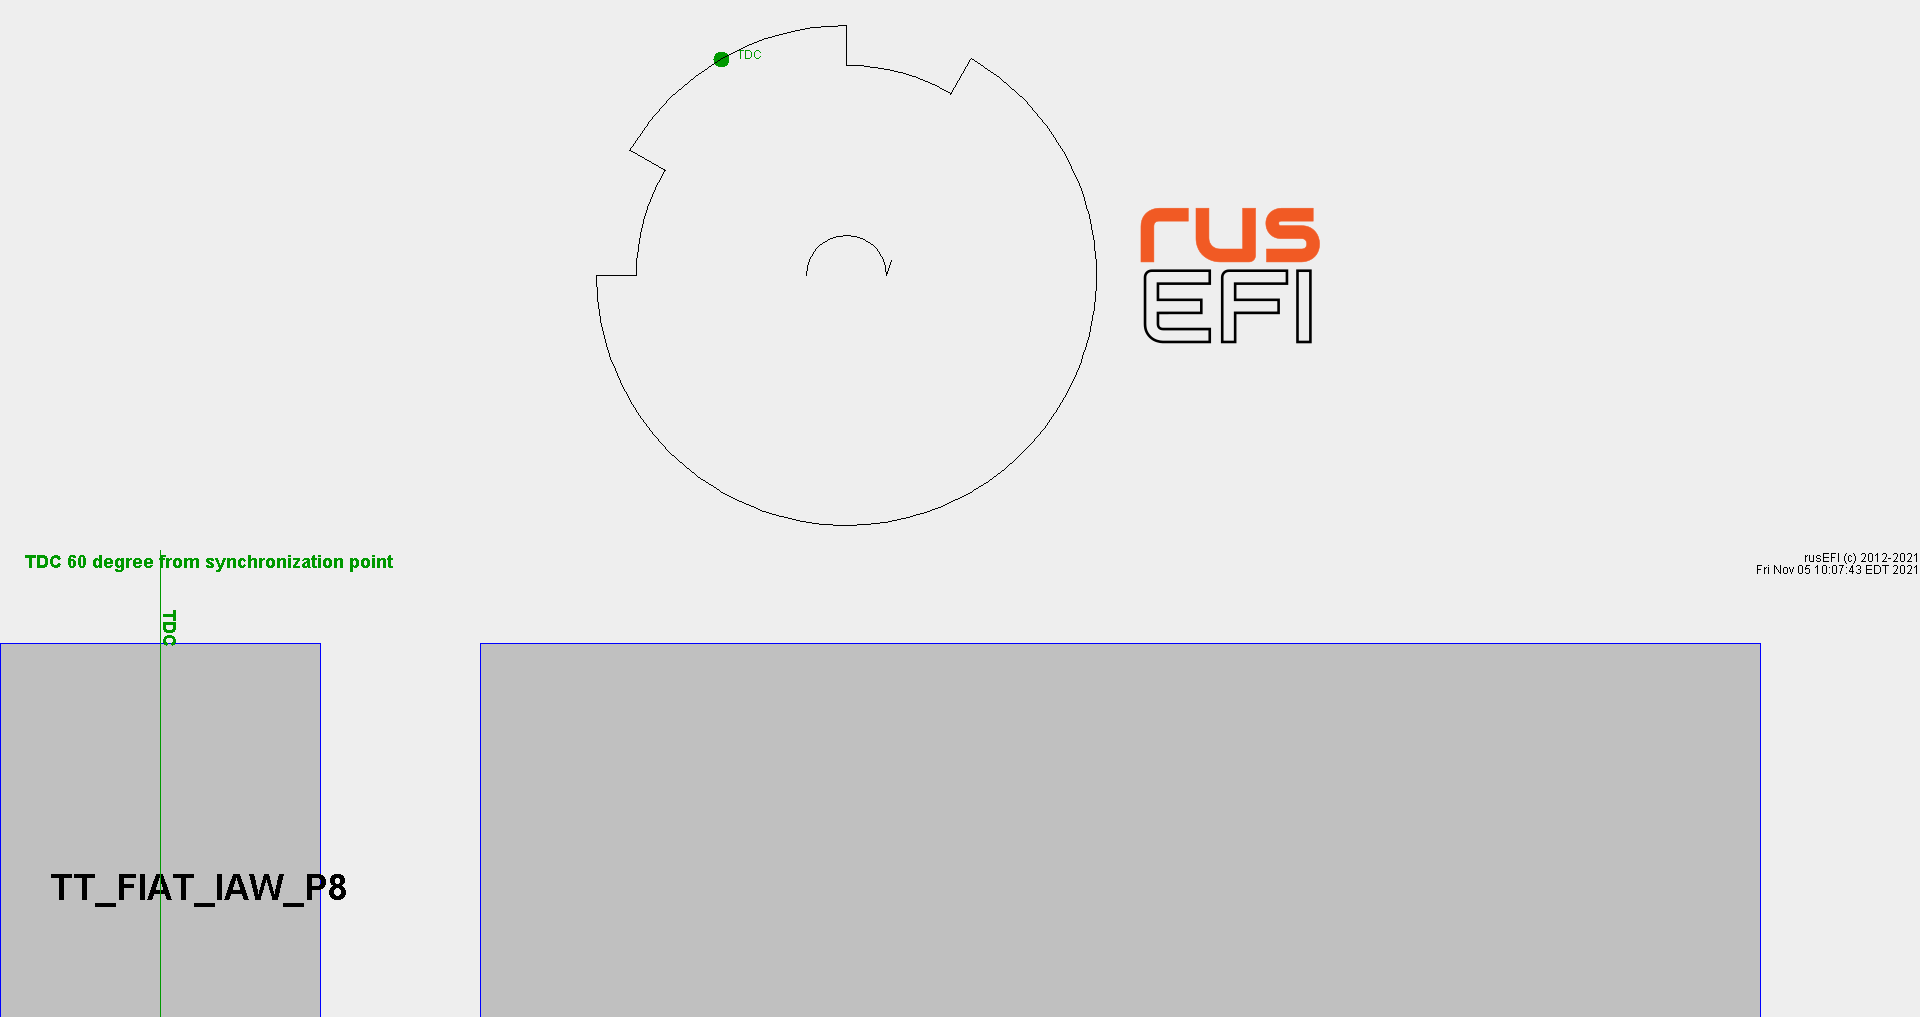 TDC
rus
EFI
TDC 60 degree from synchronization point
rusEFI (c) 2012-2021
Fri Nov 05 10:07:43 EDT 2021
TDC
TT_FIAT_IAW_P8